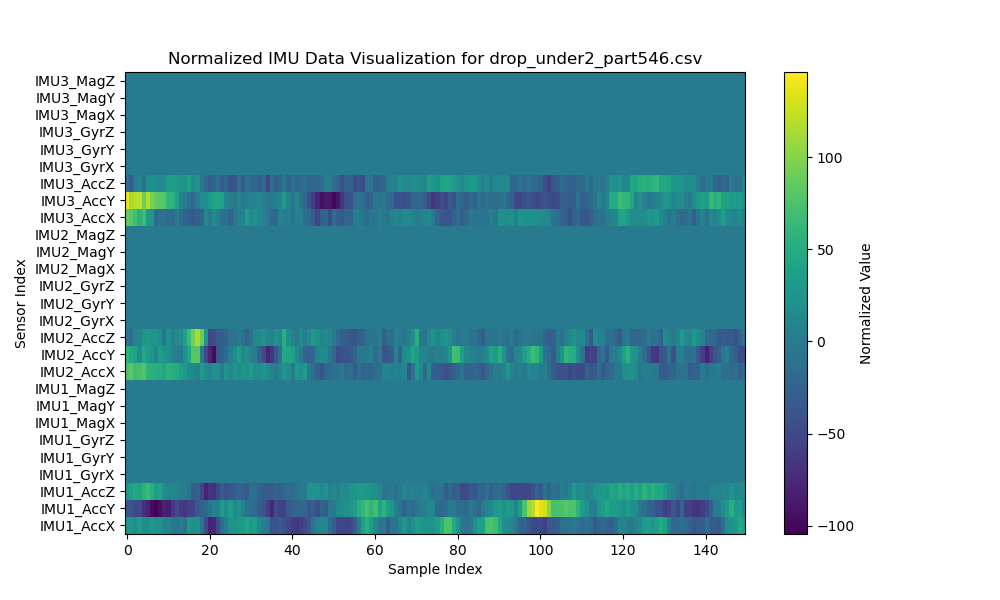 Normalized IMU Data Visualization for drop_under2_part546.csv
Sensor Index
IMU3_MagZ
IMU3_MagY
IMU3_MagX
IMU3_GyrZ
IMU3_GyrY
IMU3_GyrX
IMU3_AccZ
IMU3_AccY
IMU3_AccX
IMU2_MagZ
IMU2_MagY
IMU2_MagX
IMU2_GyrZ
IMU2_GyrY
IMU2_GyrX
IMU2_AccZ
IMU2_AccY
IMU2_AccX
IMU1_MagZ
IMU1_MagY
IMU1_MagX
IMU1_GyrZ
IMU1_GyrY
IMU1_GyrX
IMU1_AccZ
IMU1_AccY
IMU1_AccX
0 20 40 60 80 100 120 140
Sample Index
100
50
0
−50
−100
Normalized Value